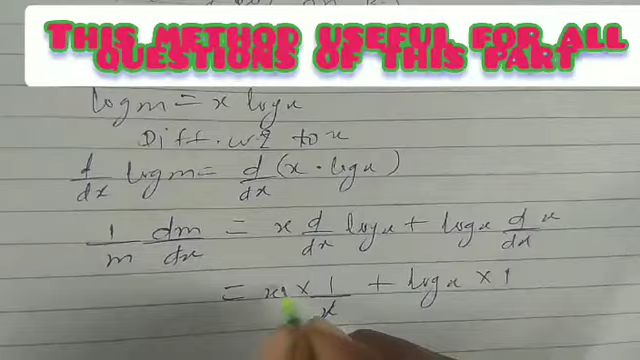 THIS METHOD USEFUL FOR ALL
QUESTIONS OF THIS PART
log m = x log x
Diff. w.r to x
d/dx log m = d/dx (x . log x)
1/m dm/dx = x d/dx log x + log x d/dx x
= x × 1/x + log x × 1